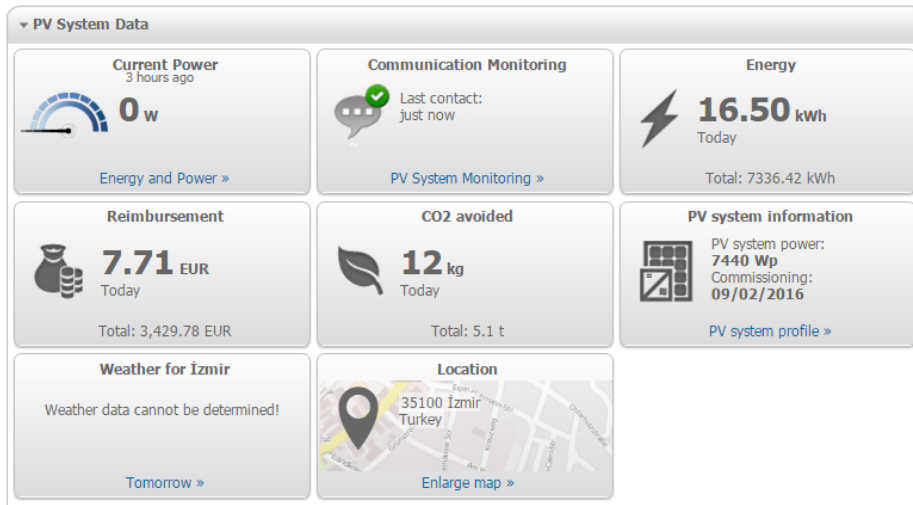 PV System Data
Current Power
3 hours ago
0 W
Energy and Power »
Communication Monitoring
Last contact:
just now
PV System Monitoring »
Energy
16.50 kWh
Today
Total: 7336.42 kWh
Reimbursement
7.71 EUR
Today
Total: 3,429.78 EUR
CO2 avoided
12 kg
Today
Total: 5.1 t
PV system information
PV system power:
7440 Wp
Commissioning:
09/02/2016
PV system profile »
Weather for İzmir
Weather data cannot be determined!
Tomorrow »
Location
35100 İzmir
Turkey
Enlarge map »